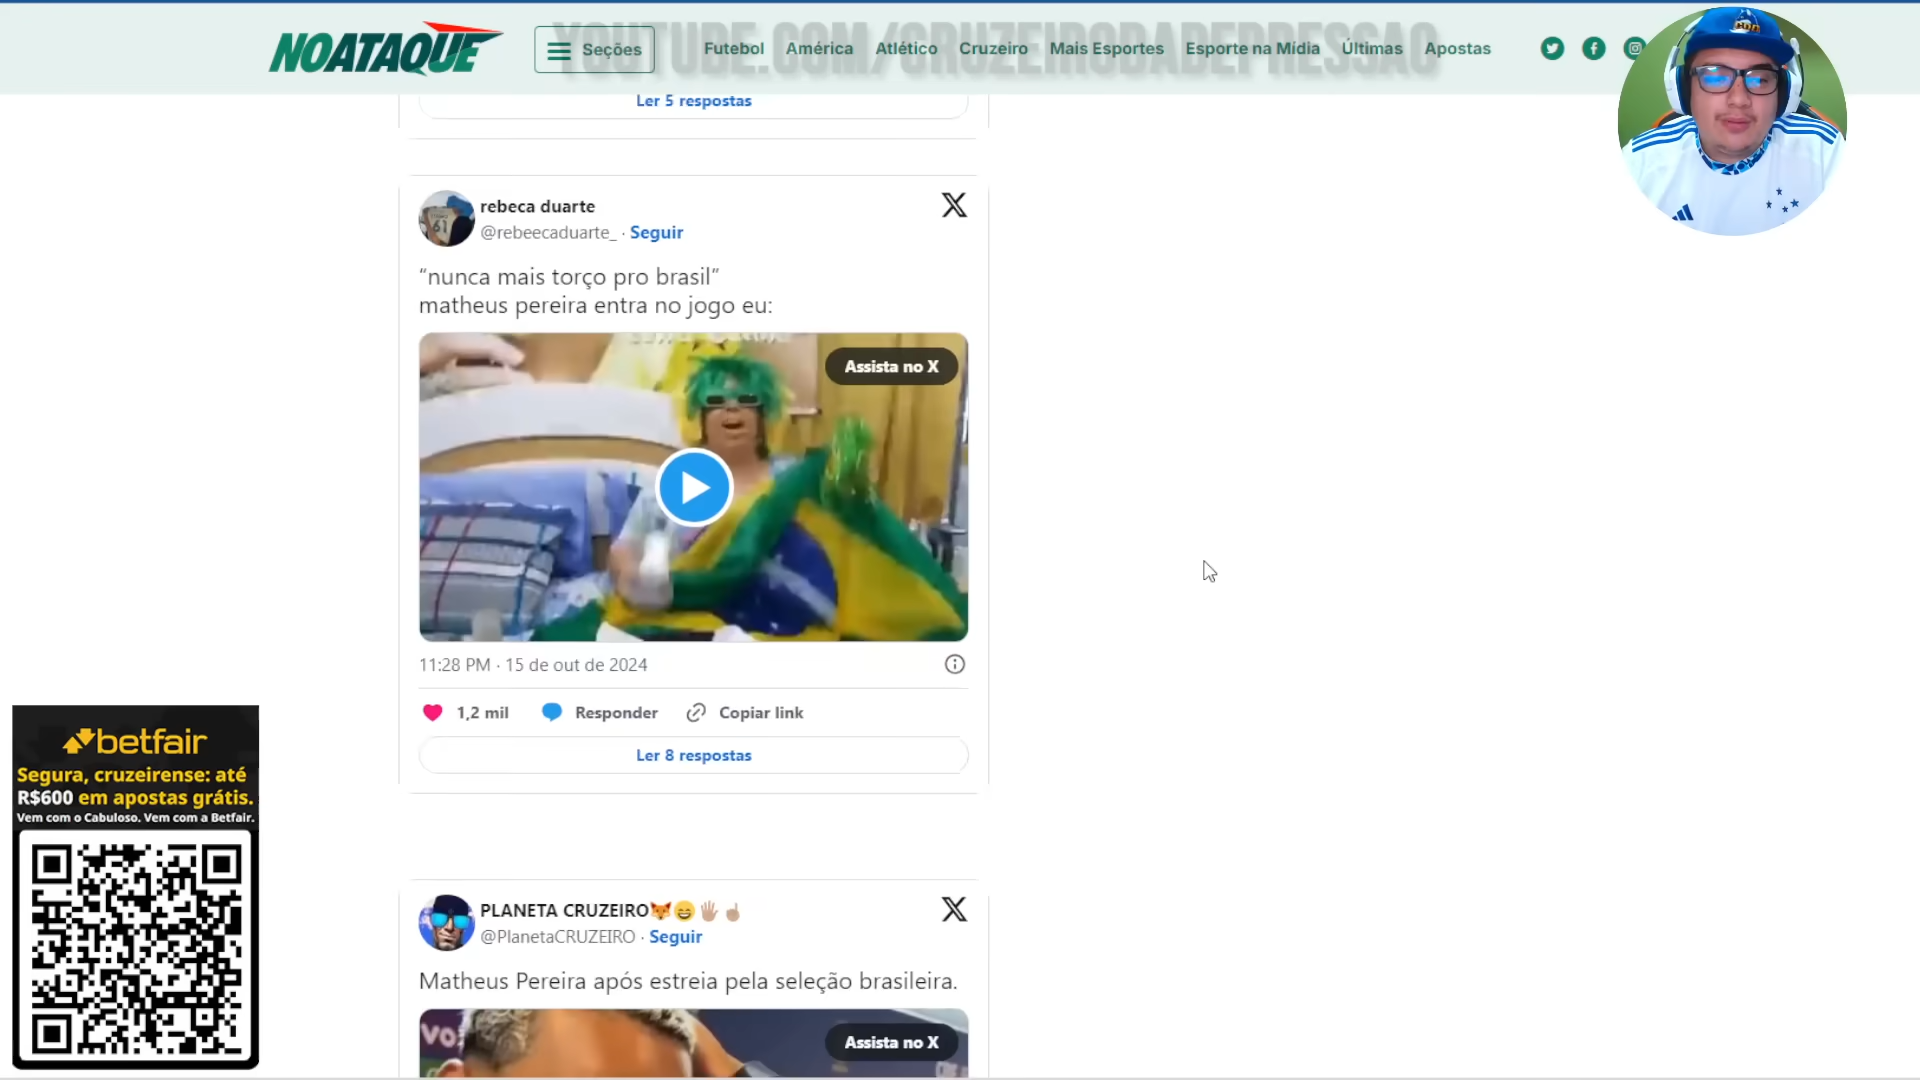 YOUTUBE.COM/CRUZEIRODADEPRESSAO
NOATAQUE
Seções
Futebol
América
Atlético
Cruzeiro
Mais Esportes
Esporte na Mídia
Últimas
Apostas
Ler 5 respostas
rebeca duarte
@rebeecaduarte_ · Seguir
“nunca mais torço pro brasil”
matheus pereira entra no jogo eu:
Assista no X
11:28 PM · 15 de out de 2024
1,2 mil
Responder
Copiar link
Ler 8 respostas
betfair
Segura, cruzeirense: até
R$600 em apostas grátis.
Vem com o Cabuloso. Vem com a Betfair.
PLANETA CRUZEIRO🦊😄🖐🏽☝🏽
@PlanetaCRUZEIRO · Seguir
Matheus Pereira após estreia pela seleção brasileira.
Assista no X